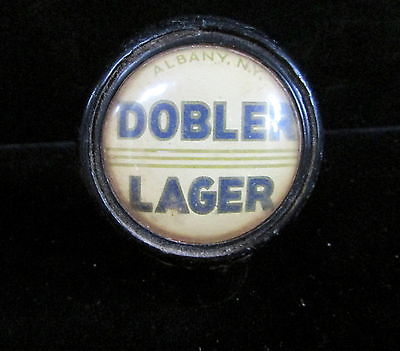 ALBANY, N.Y.
DOBLER
LAGER